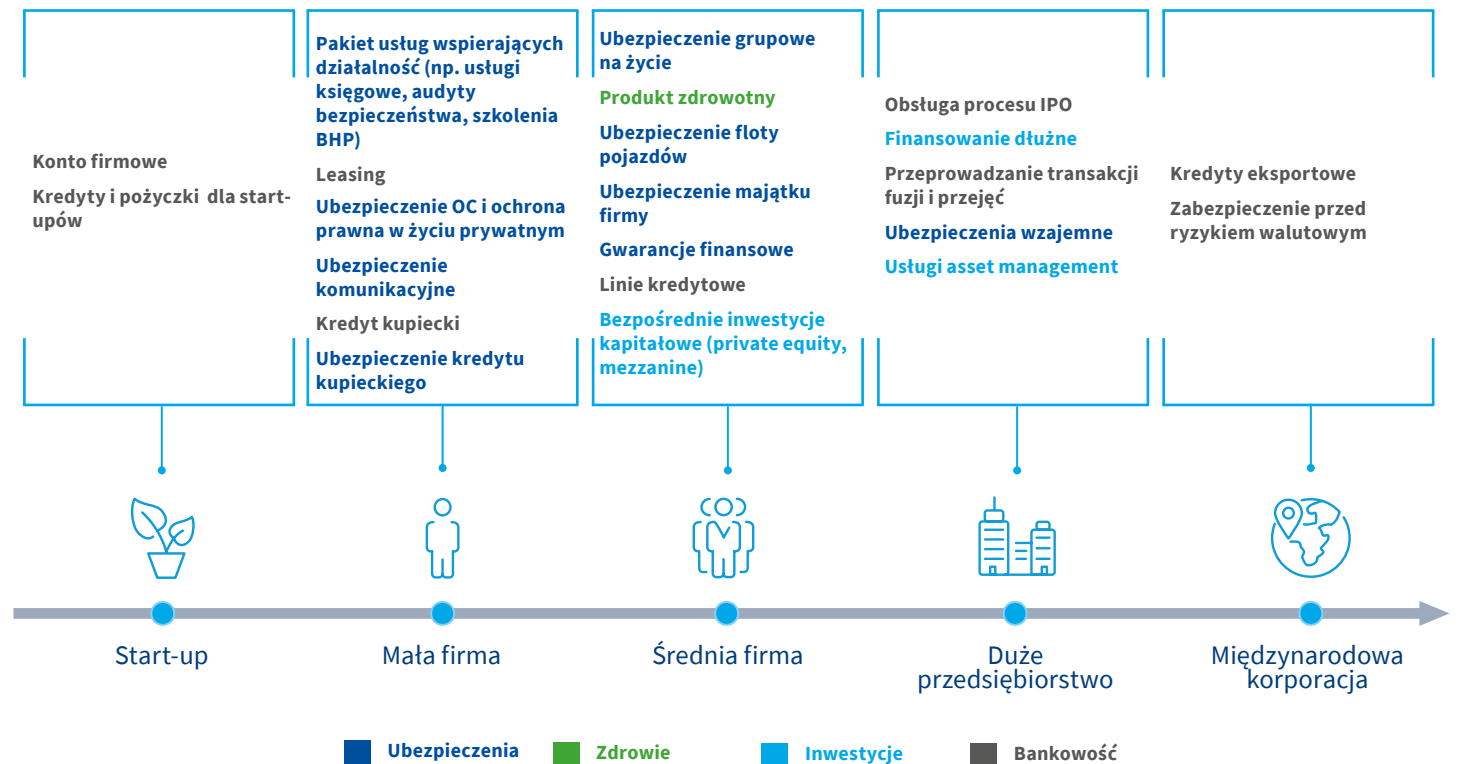 Konto firmowe
Kredyty i pożyczki dla start-
upów
Pakiet usług wspierających
działalność (np. usługi
księgowe, audyty
bezpieczeństwa, szkolenia
BHP)
Leasing
Ubezpieczenie OC i ochrona
prawna w życiu prywatnym
Ubezpieczenie
komunikacyjne
Kredyt kupiecki
Ubezpieczenie kredytu
kupieckiego
Ubezpieczenie grupowe
na życie
Produkt zdrowotny
Ubezpieczenie floty
pojazdów
Ubezpieczenie majątku
firmy
Gwarancje finansowe
Linie kredytowe
Bezpośrednie inwestycje
kapitałowe (private equity,
mezzanine)
Obsługa procesu IPO
Finansowanie dłużne
Przeprowadzanie transakcji
fuzji i przejęć
Ubezpieczenia wzajemne
Usługi asset management
Kredyty eksportowe
Zabezpieczenie przed
ryzykiem walutowym
Start-up
Mała firma
Średnia firma
Duże
przedsiębiorstwo
Międzynarodowa
korporacja
Ubezpieczenia
Zdrowie
Inwestycje
Bankowość